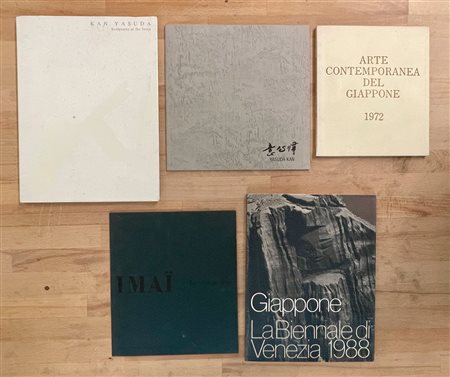 KAN YASUDA
YASUDA KAN
ARTE
CONTEMPORANEA
DEL
GIAPPONE
1972
IMAÏ
Giappone
La Biennale di
Venezia 1988